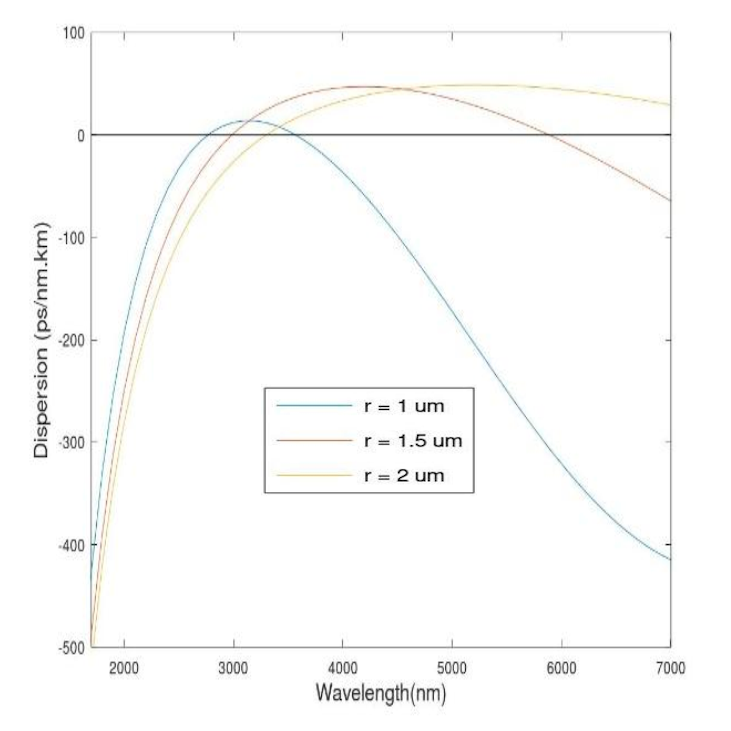 100
0
-100
-200
-300
-400
-500
Dispersion (ps/nm.km)
r = 1 um
r = 1.5 um
r = 2 um
2000 3000 4000 5000 6000 7000
Wavelength(nm)